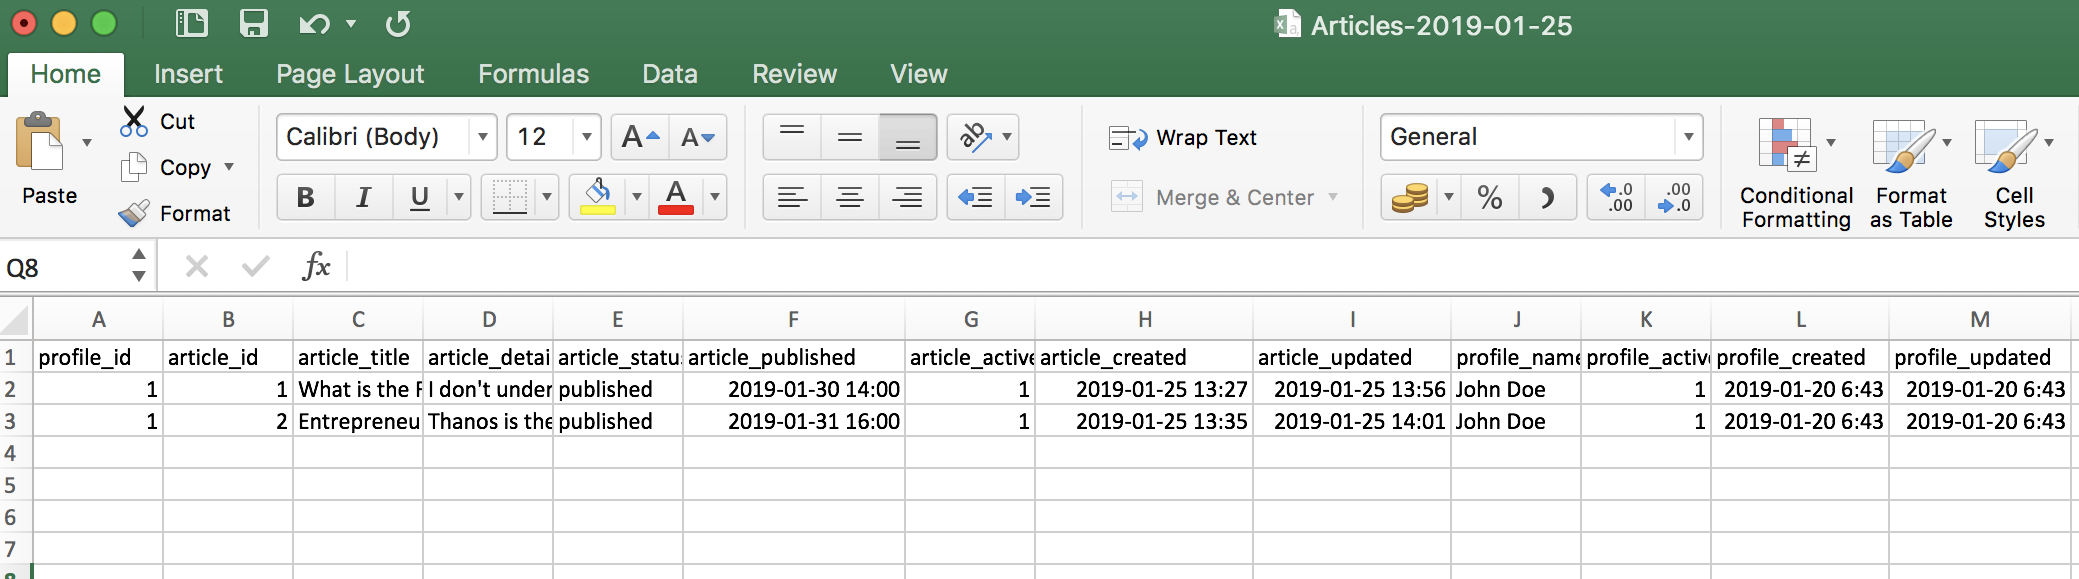 Articles-2019-01-25
Home Insert Page Layout Formulas Data Review View
Paste
Cut
Copy
Format
Calibri (Body) 12
A A
B I U A
ab
Wrap Text
Merge & Center
General
% .0 .00 .00 .0
Conditional Formatting
Format as Table
Cell Styles
Q8 fx
A B C D E F G H I J K L M
1 profile_id article_id article_title article_detai article_statu article_published article_active article_created article_updated profile_name profile_activ profile_created profile_updated
2 1 1 What is the I don't under published 2019-01-30 14:00 1 2019-01-25 13:27 2019-01-25 13:56 John Doe 1 2019-01-20 6:43 2019-01-20 6:43
3 1 2 Entrepreneu Thanos is the published 2019-01-31 16:00 1 2019-01-25 13:35 2019-01-25 14:01 John Doe 1 2019-01-20 6:43 2019-01-20 6:43
4
5
6
7